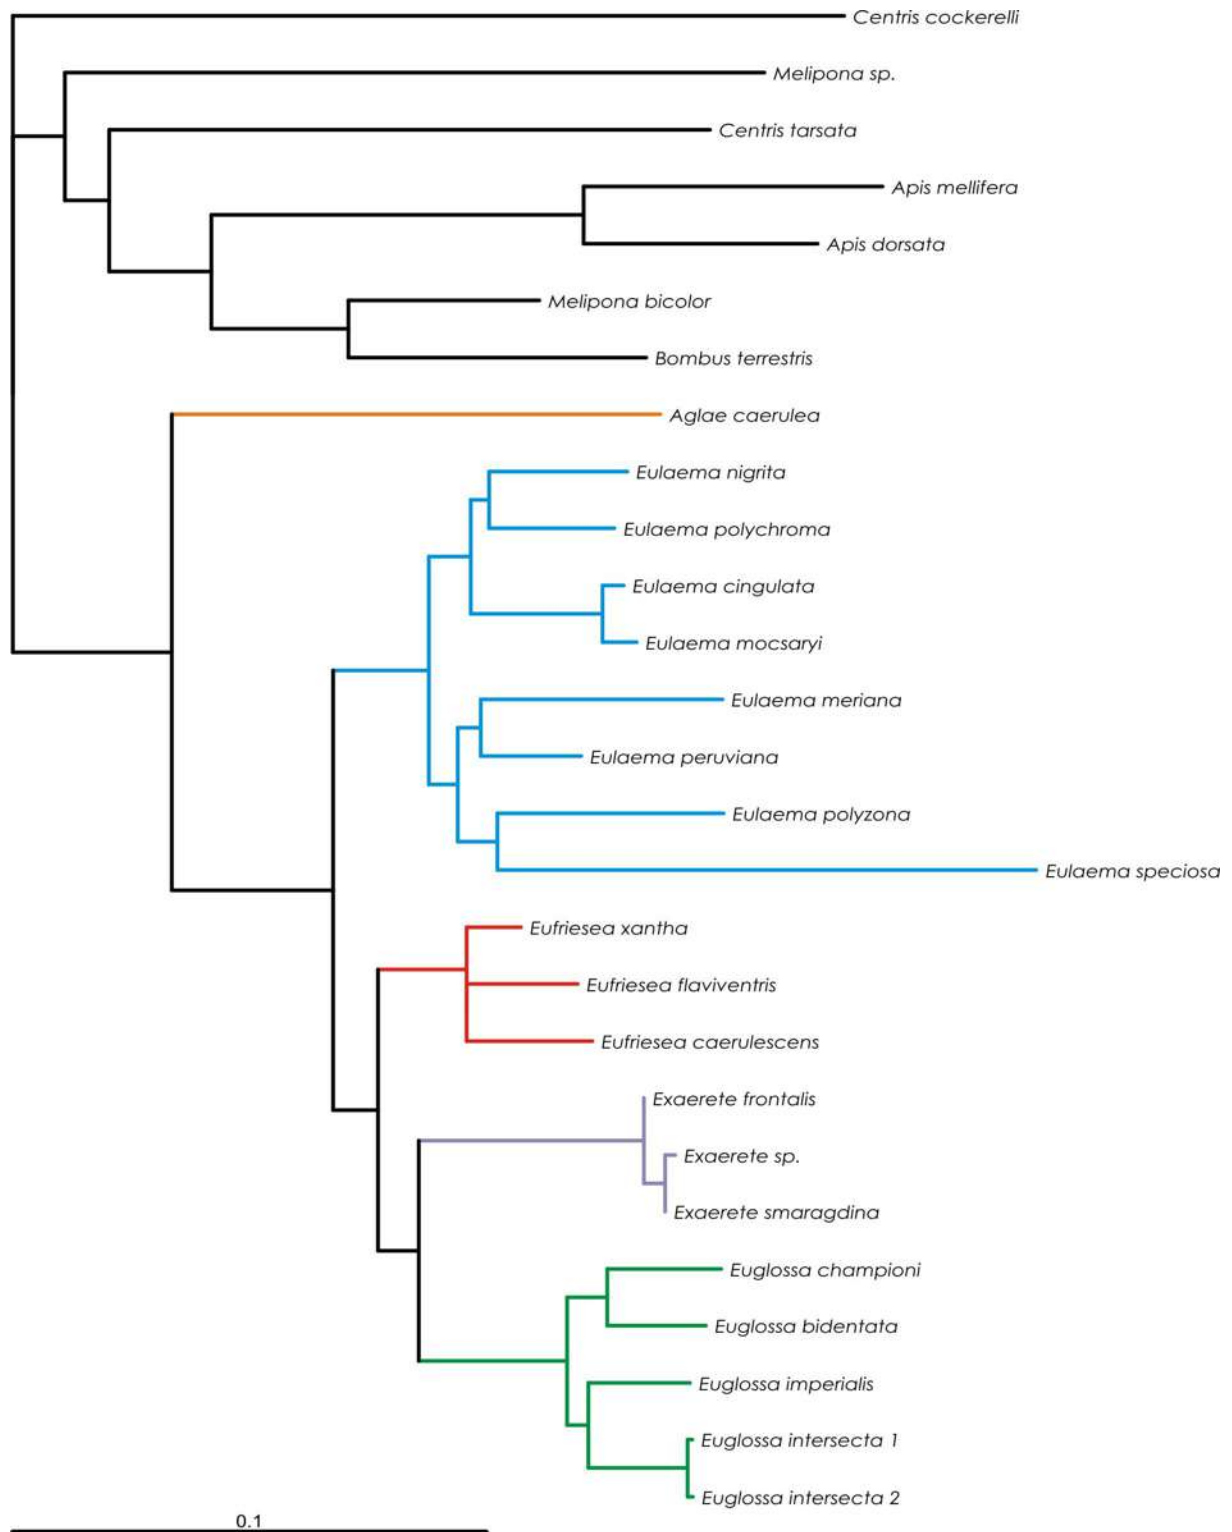 Centris cockerelli
Melipona sp.
Centris tarsata
Apis mellifera
Apis dorsata
Melipona bicolor
Bombus terrestris
Aglae caerulea
Eulaema nigrita
Eulaema polychroma
Eulaema cingulata
Eulaema mocsaryi
Eulaema meriana
Eulaema peruviana
Eulaema polyzona
Eulaema speciosa
Eufriesea xantha
Eufriesea flaviventris
Eufriesea caerulescens
Exaerete frontalis
Exaerete sp.
Exaerete smaragdina
Euglossa championi
Euglossa bidentata
Euglossa imperialis
Euglossa intersecta 1
Euglossa intersecta 2
0.1